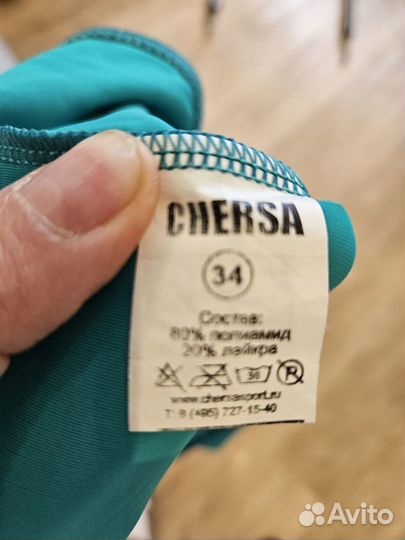 CHERSA
34
Состав:
80% полиамид
20% лайкра
30
www.chersasport.ru
Т: 8 (495) 727-15-40
Avito